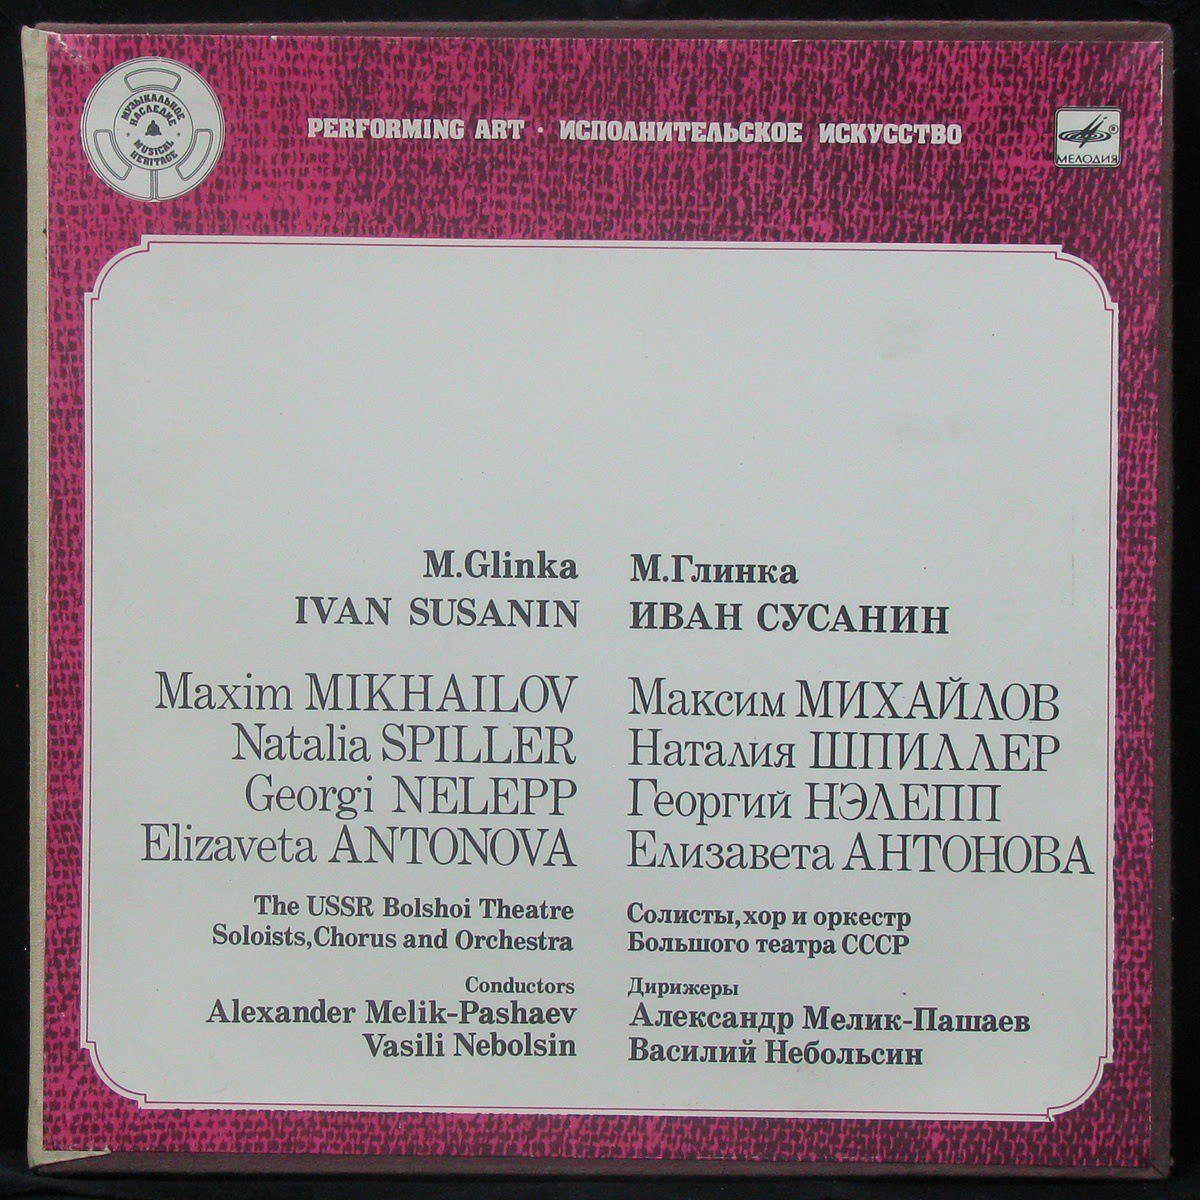 МУЗЫКАЛЬНОЕ
НАСЛЕДИЕ
MUSICAL
HERITAGE
PERFORMING ART · ИСПОЛНИТЕЛЬСКОЕ ИСКУССТВО
®
МЕЛОДИЯ
M.Glinka
IVAN SUSANIN
Maxim MIKHAILOV
Natalia SPILLER
Georgi NELEPP
Elizaveta ANTONOVA
The USSR Bolshoi Theatre
Soloists,Chorus and Orchestra
Conductors
Alexander Melik-Pashaev
Vasili Nebolsin
М.Глинка
ИВАН СУСАНИН
Максим МИХАЙЛОВ
Наталия ШПИЛЛЕР
Георгий НЭЛЕПП
Елизавета АНТОНОВА
Солисты,хор и оркестр
Большого театра СССР
Дирижеры
Александр Мелик-Пашаев
Василий Небольсин